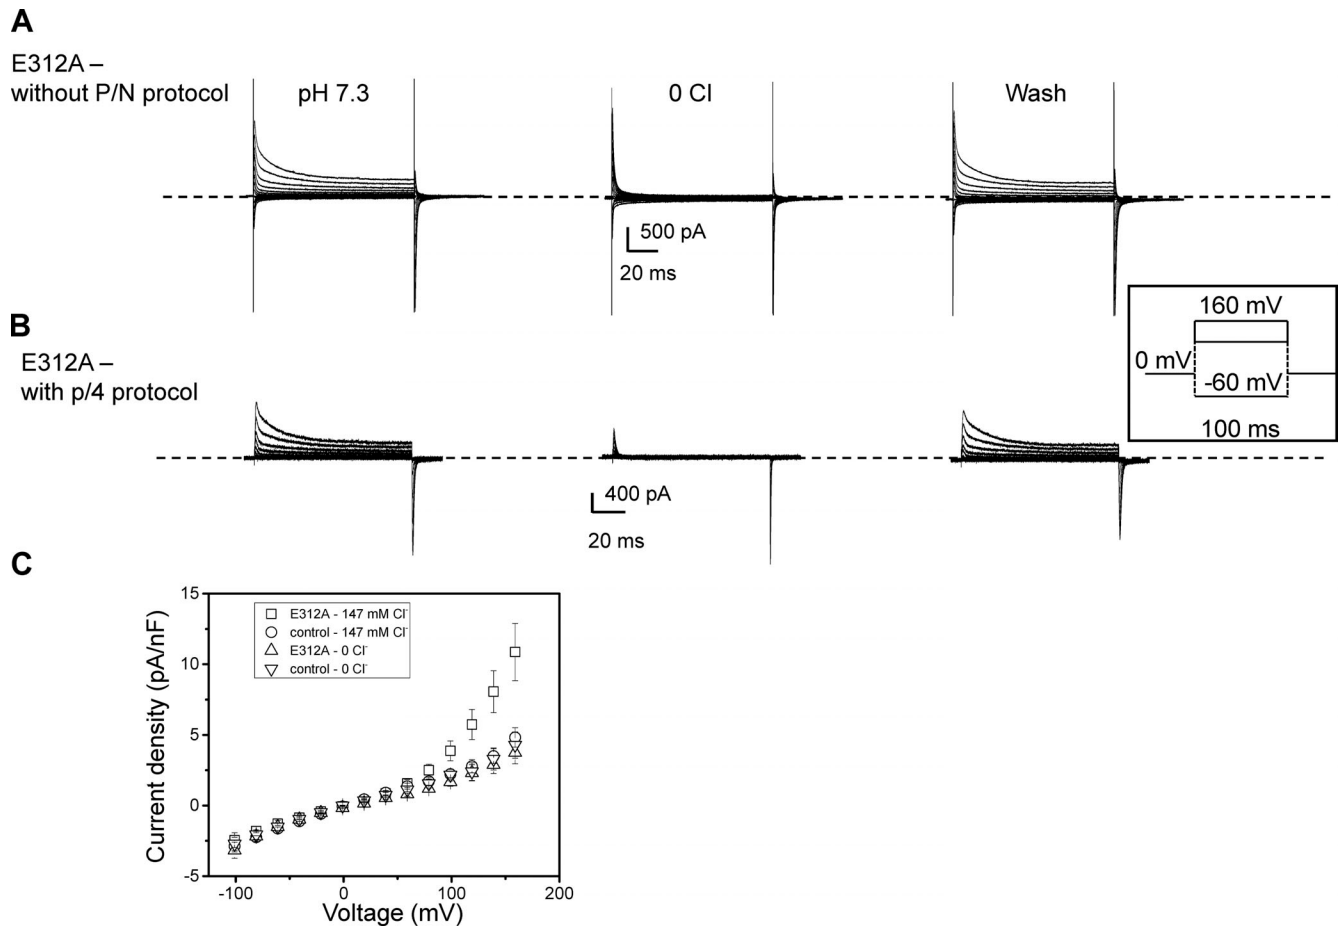 A
E312A –
without P/N protocol
pH 7.3
0 Cl
Wash
500 pA
20 ms
B
E312A –
with p/4 protocol
160 mV
0 mV
-60 mV
100 ms
400 pA
20 ms
C
15
10
5
0
-5
Current density (pA/nF)
E312A - 147 mM Cl⁻
control - 147 mM Cl⁻
E312A - 0 Cl⁻
control - 0 Cl⁻
-100
0
100
200
Voltage (mV)